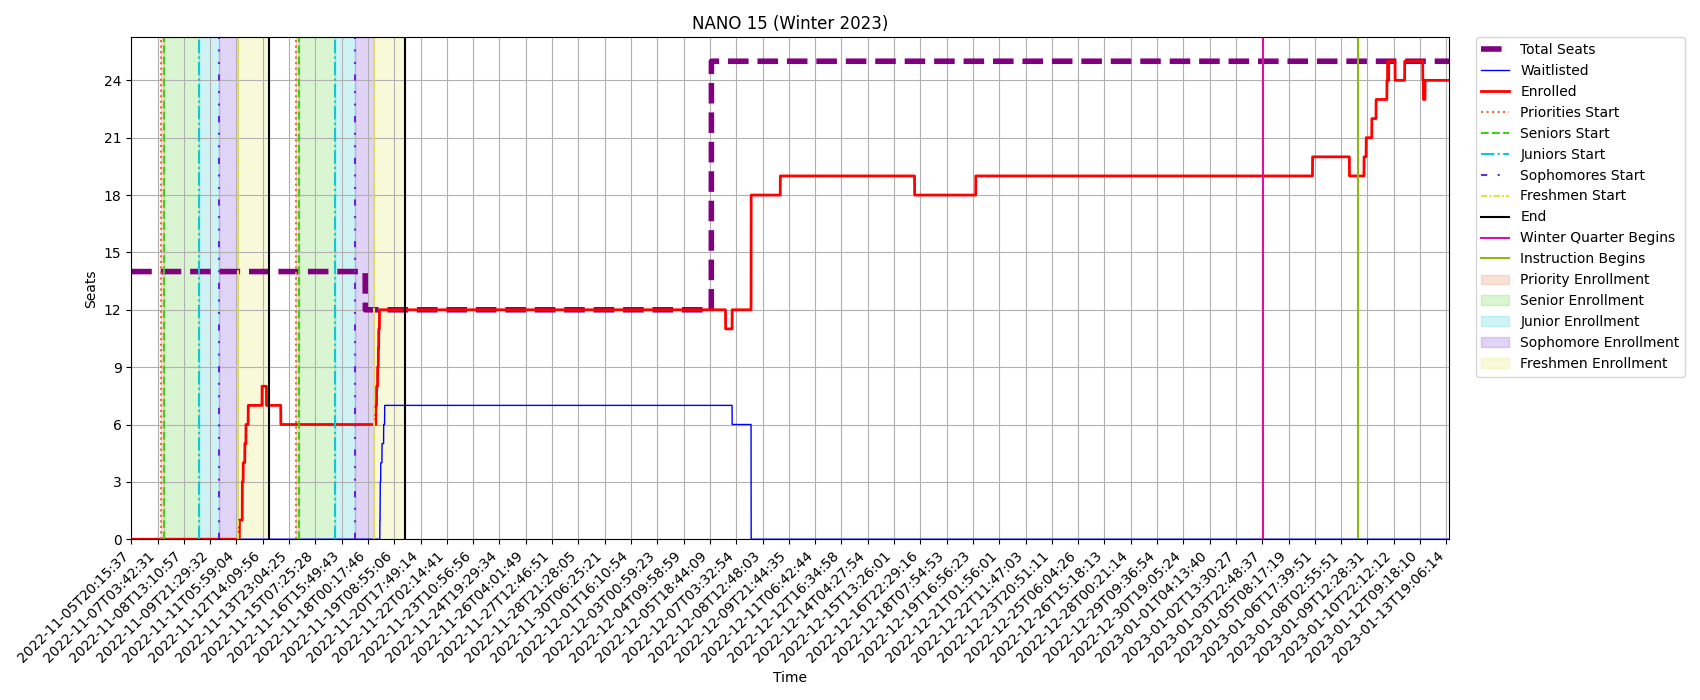 NANO 15 (Winter 2023)
Seats
24
21
18
15
12
9
6
3
0
2022-11-05T20:15:37
2022-11-07T03:42:31
2022-11-08T13:10:57
2022-11-09T21:29:32
2022-11-11T05:59:04
2022-11-12T14:09:56
2022-11-13T23:04:25
2022-11-15T07:25:28
2022-11-16T15:49:43
2022-11-18T00:17:46
2022-11-19T08:55:06
2022-11-20T17:49:14
2022-11-22T02:14:41
2022-11-23T10:56:56
2022-11-24T19:29:34
2022-11-26T04:01:49
2022-11-27T12:46:51
2022-11-28T21:28:05
2022-11-30T06:25:21
2022-12-01T16:10:54
2022-12-03T00:59:23
2022-12-04T09:58:59
2022-12-05T18:44:09
2022-12-07T03:32:54
2022-12-08T12:48:03
2022-12-09T21:44:35
2022-12-11T06:42:44
2022-12-12T16:34:58
2022-12-14T04:27:54
2022-12-15T13:26:01
2022-12-16T22:29:16
2022-12-18T07:54:53
2022-12-19T16:56:23
2022-12-21T01:56:01
2022-12-22T11:47:03
2022-12-23T20:51:11
2022-12-25T06:04:26
2022-12-26T15:18:13
2022-12-28T00:21:14
2022-12-29T09:36:54
2022-12-30T19:05:24
2023-01-01T04:13:40
2023-01-02T13:30:27
2023-01-03T22:48:37
2023-01-05T08:17:19
2023-01-06T17:39:51
2023-01-08T02:55:51
2023-01-09T12:28:31
2023-01-10T22:12:12
2023-01-12T09:18:10
2023-01-13T19:06:14
Time
Total Seats
Waitlisted
Enrolled
Priorities Start
Seniors Start
Juniors Start
Sophomores Start
Freshmen Start
End
Winter Quarter Begins
Instruction Begins
Priority Enrollment
Senior Enrollment
Junior Enrollment
Sophomore Enrollment
Freshmen Enrollment